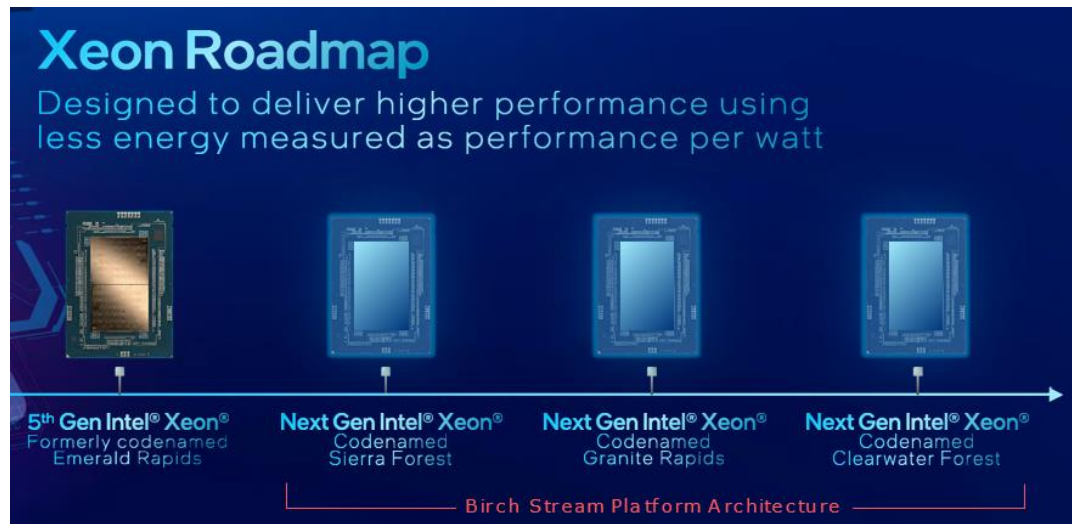 Xeon Roadmap
Designed to deliver higher performance using
less energy measured as performance per watt
5th Gen Intel® Xeon®
Formerly codenamed
Emerald Rapids
Next Gen Intel® Xeon®
Codenamed
Sierra Forest
Next Gen Intel® Xeon®
Codenamed
Granite Rapids
Next Gen Intel® Xeon®
Codenamed
Clearwater Forest
Birch Stream Platform Architecture